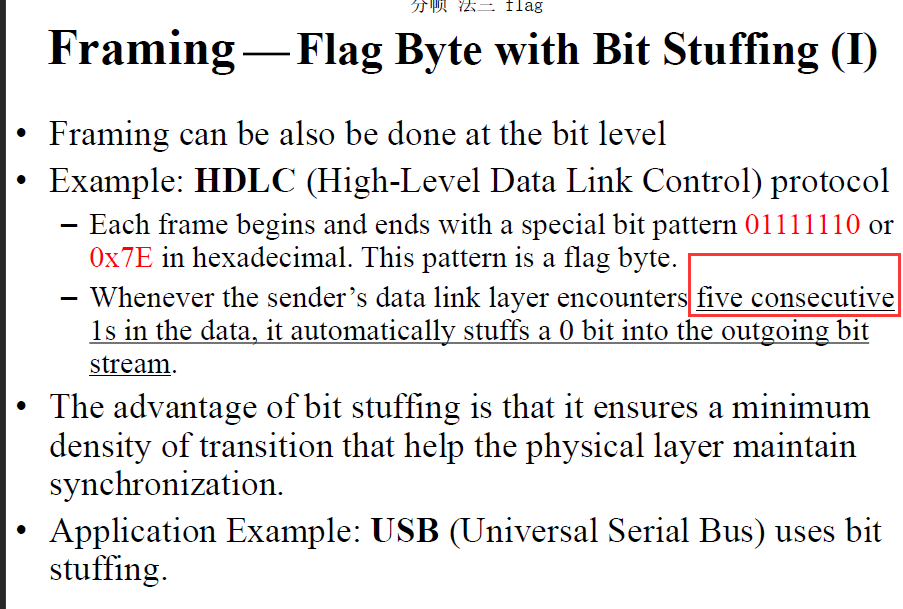 分帧 法三 flag
Framing — Flag Byte with Bit Stuffing (I)
• Framing can be also be done at the bit level
• Example: HDLC (High-Level Data Link Control) protocol
– Each frame begins and ends with a special bit pattern 01111110 or
0x7E in hexadecimal. This pattern is a flag byte.
– Whenever the sender’s data link layer encounters five consecutive
1s in the data, it automatically stuffs a 0 bit into the outgoing bit
stream.
• The advantage of bit stuffing is that it ensures a minimum
density of transition that help the physical layer maintain
synchronization.
• Application Example: USB (Universal Serial Bus) uses bit
stuffing.